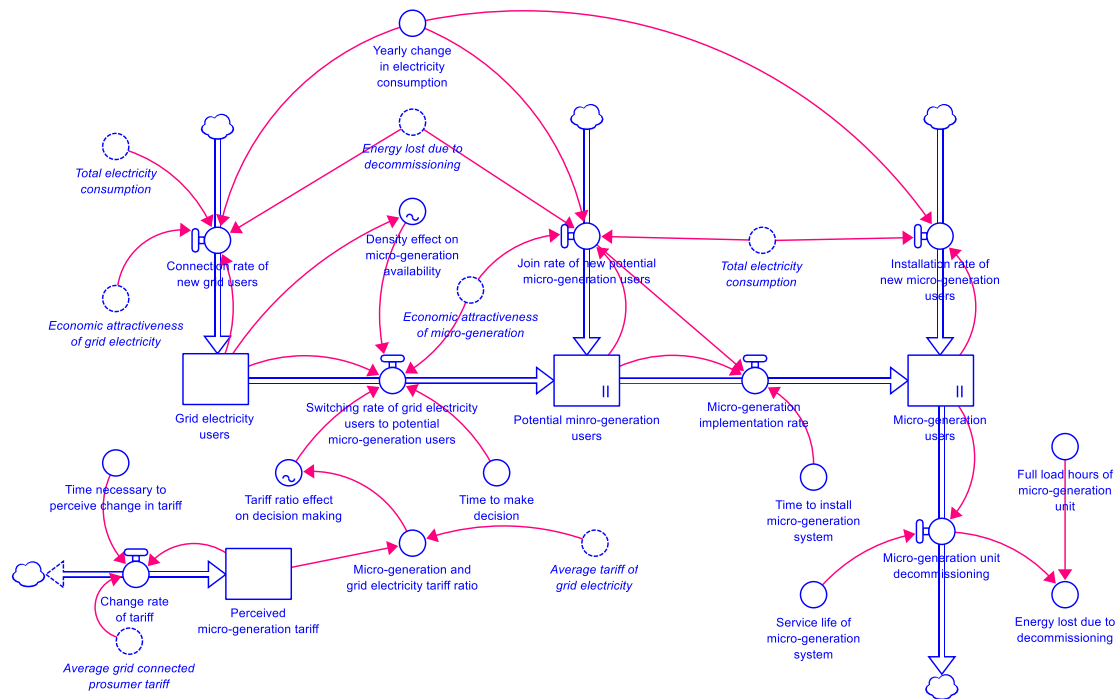 Yearly change
in electricity
consumption
Total electricity
consumption
Energy lost due to
decommissioning
Density effect on
micro-generation
availability
Connection rate of
new grid users
Join rate of new potential
micro-generation users
Total electricity
consumption
Installation rate of
new micro-generation
users
Economic attractiveness
of grid electricity
Economic attractiveness
of micro-generation
Grid electricity
users
Switching rate of grid electricity
users to potential
micro-generation users
Potential minro-generation
users
Micro-generation
implementation rate
Micro-generation
users
Time necessary to
perceive change in tariff
Tariff ratio effect
on decision making
Time to make
decision
Time to install
micro-generation
system
Full load hours of
micro-generation
unit
Change rate
of tariff
Perceived
micro-generation tariff
Micro-generation and
grid electricity tariff ratio
Average tariff of
grid electricity
Micro-generation unit
decommissioning
Service life of
micro-generation
system
Energy lost due to
decommissioning
Average grid connected
prosumer tariff